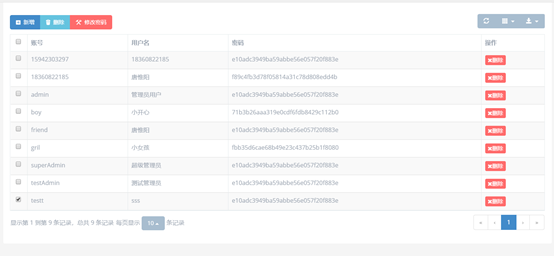 新增 删除 修改密码
账号 用户名 密码 操作
15942303297 18360822185 e10adc3949ba59abbe56e057f20f883e 删除
18360822185 唐僧阳 f89c4fb3d78f05814a31c78d808edd4b 删除
admin 管理员用户 e10adc3949ba59abbe56e057f20f883e 删除
boy 小开心 71b3b26aaa319e0cdf6fdb8429c112b0 删除
friend e10adc3949ba59abbe56e057f20f883e 删除
gril 小女孩 fbb35d6cae68b49e23c437b25b1f8080 删除
superAdmin 超级管理员 e10adc3949ba59abbe56e057f20f883e 删除
testAdmin 测试管理员 e10adc3949ba59abbe56e057f20f883e 删除
testt sss e10adc3949ba59abbe56e057f20f883e 删除
显示第 1 到第 9 条记录，总共 9 条记录 每页显示 10 条记录
« ‹ 1 › »